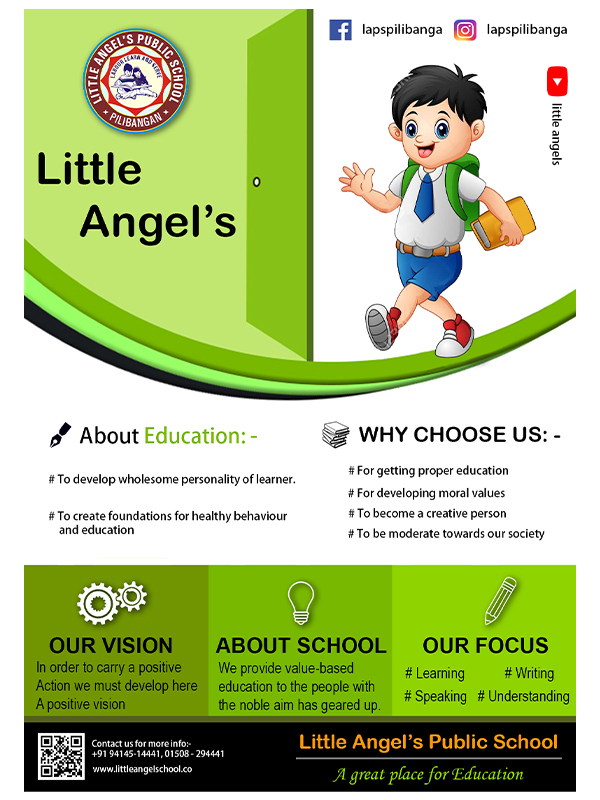 LITTLE ANGEL'S PUBLIC SCHOOL
LABOUR LEARN AND SERVE
PILIBANGAN
lapspilibanga
lapspilibanga
little angels
Little
Angel's
About Education: -
# To develop wholesome personality of learner.
# To create foundations for healthy behaviour
and education
WHY CHOOSE US: -
# For getting proper education
# For developing moral values
# To become a creative person
# To be moderate towards our society
OUR VISION
In order to carry a positive
Action we must develop here
A positive vision
ABOUT SCHOOL
We provide value-based
education to the people with
the noble aim has geared up.
OUR FOCUS
# Learning # Writing
# Speaking # Understanding
Contact us for more info:-
+91 94145-14441, 01508 - 294441
www.littleangelschool.co
Little Angel's Public School
A great place for Education